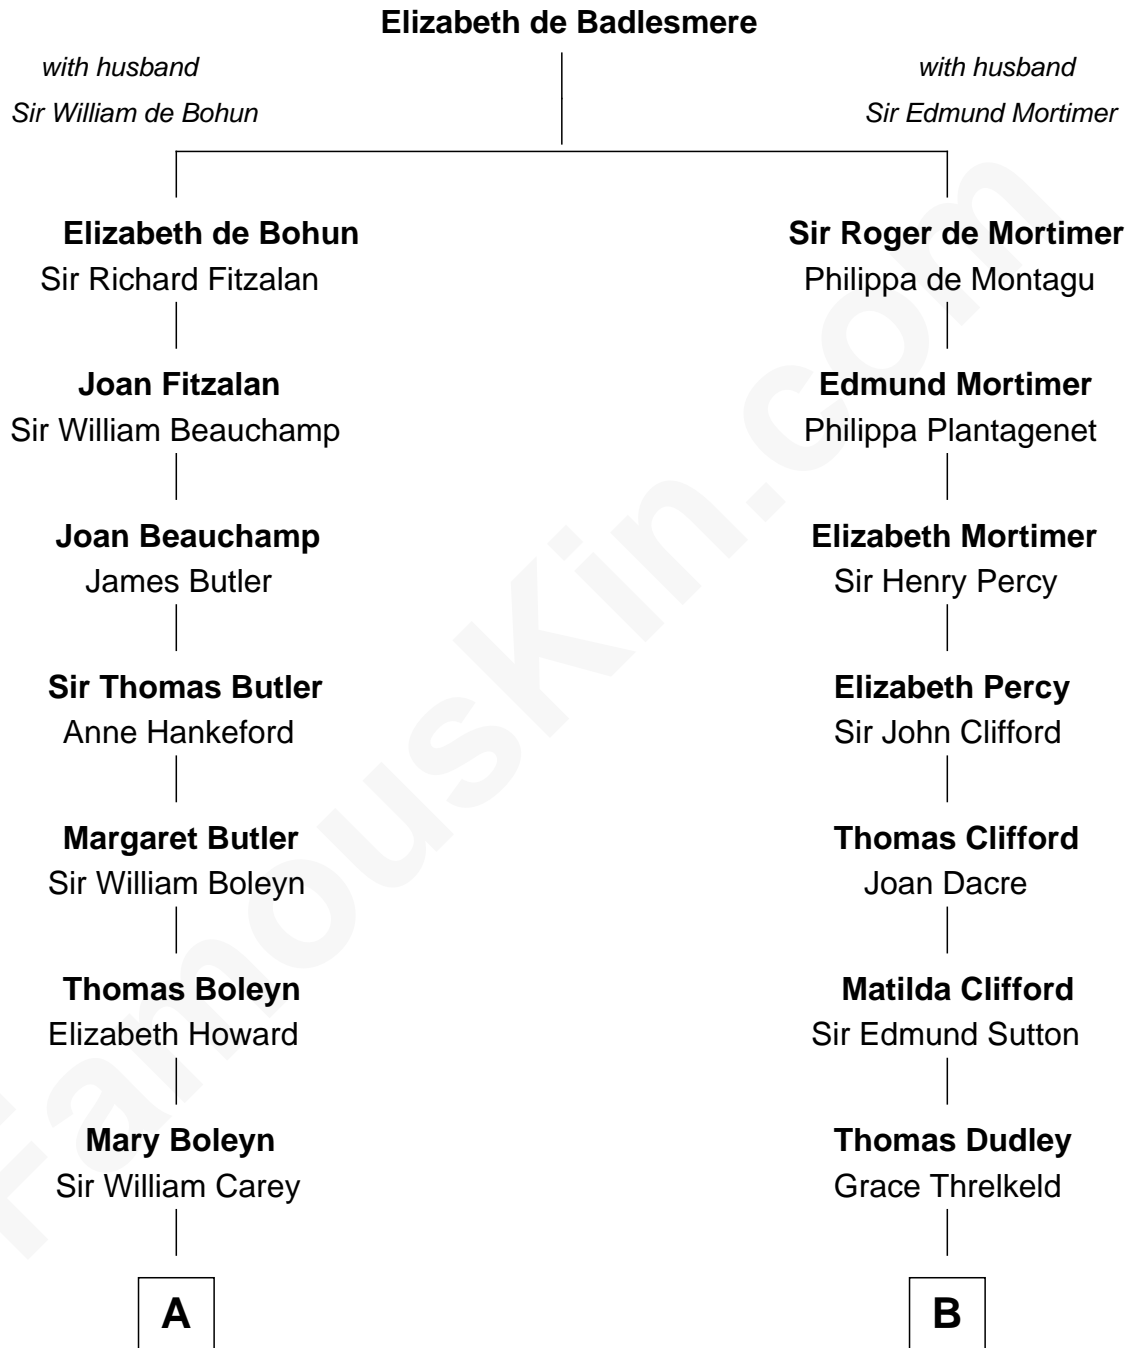 Elizabeth de Badlesmere
with husband
Sir William de Bohun
with husband
Sir Edmund Mortimer
Elizabeth de Bohun
Sir Richard Fitzalan
Sir Roger de Mortimer
Philippa de Montagu
Joan Fitzalan
Sir William Beauchamp
Edmund Mortimer
Philippa Plantagenet
Joan Beauchamp
James Butler
Elizabeth Mortimer
Sir Henry Percy
Sir Thomas Butler
Anne Hankeford
Elizabeth Percy
Sir John Clifford
Margaret Butler
Sir William Boleyn
Thomas Clifford
Joan Dacre
Thomas Boleyn
Elizabeth Howard
Matilda Clifford
Sir Edmund Sutton
Mary Boleyn
Sir William Carey
Thomas Dudley
Grace Threlkeld
A
B
FamousKin.com